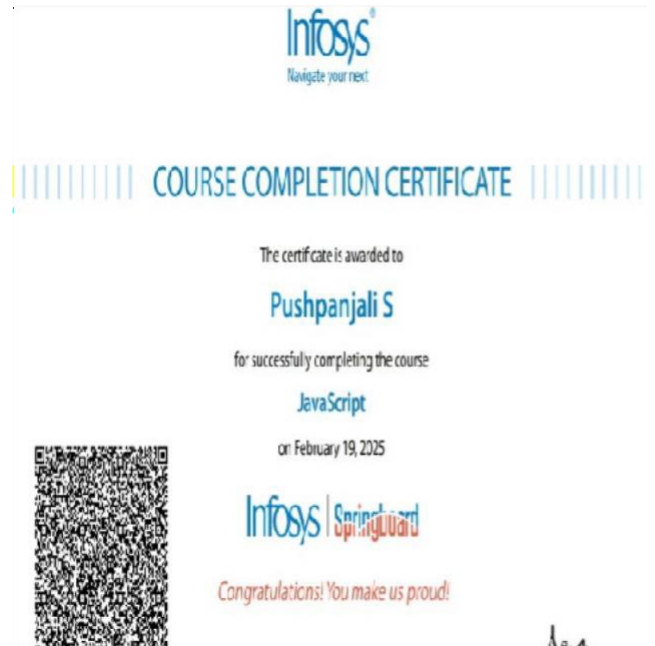 Infosys®
Navigate your next
COURSE COMPLETION CERTIFICATE
The certificate is awarded to
Pushpanjali S
for successfully completing the course
JavaScript
on February 19, 2025
Infosys | Springboard
Congratulations! You make us proud!